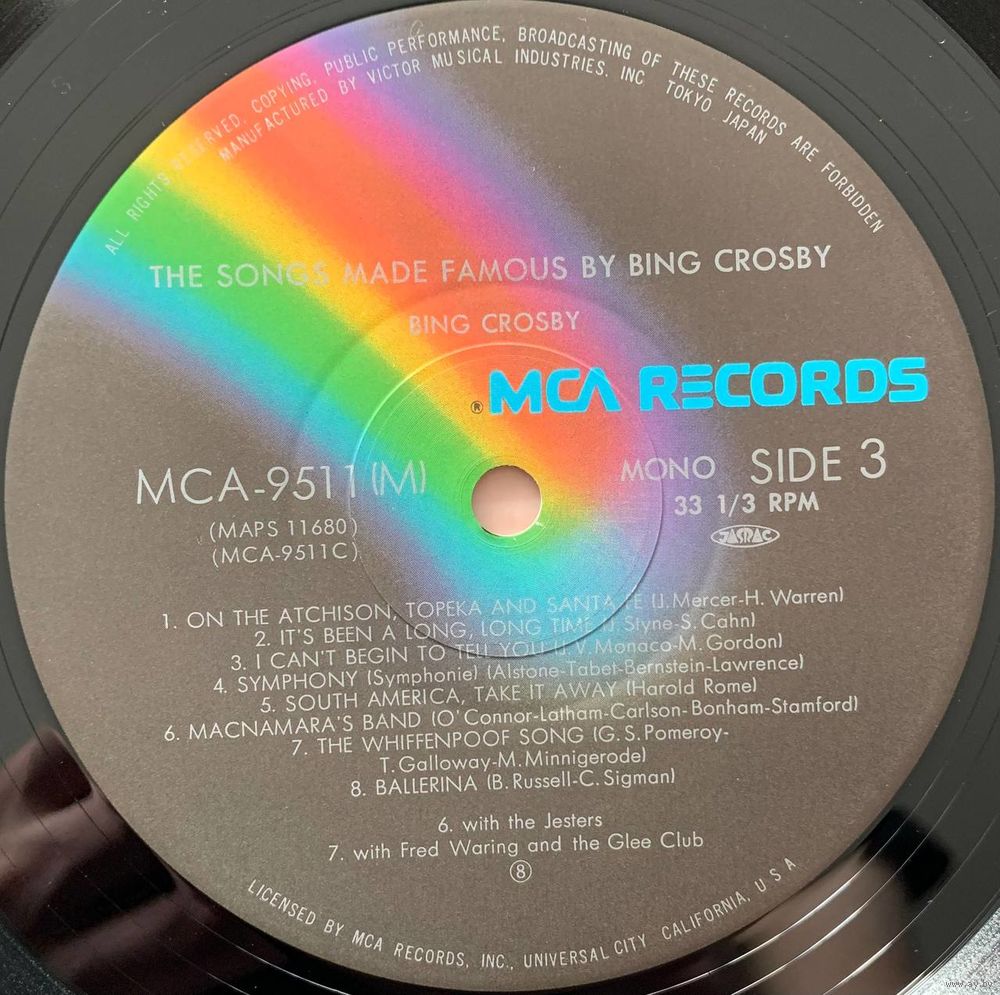 ALL RIGHTS RESERVED. COPYING, PUBLIC PERFORMANCE, BROADCASTING OF THESE RECORDS ARE FORBIDDEN
MANUFACTURED BY VICTOR MUSICAL INDUSTRIES. INC TOKYO JAPAN
THE SONGS MADE FAMOUS BY BING CROSBY
BING CROSBY
® MCA RECORDS
MCA-9511(M)
(MAPS 11680)
(MCA-9511C)
MONO SIDE 3
33 1/3 RPM
JASRAC
1. ON THE ATCHISON, TOPEKA AND SANTA FE (J.Mercer-H. Warren)
2. IT'S BEEN A LONG, LONG TIME (J. Styne-S. Cahn)
3. I CAN'T BEGIN TO TELL YOU (J.V.Monaco-M. Gordon)
4. SYMPHONY (Symphonie) (Alstone-Tabet-Bernstein-Lawrence)
5. SOUTH AMERICA, TAKE IT AWAY (Harold Rome)
6. MACNAMARA'S BAND (O'Connor-Latham-Carlson-Bonham-Stamford)
7. THE WHIFFENPOOF SONG (G.S.Pomeroy-
T.Galloway-M.Minnigerode)
8. BALLERINA (B.Russell-C.Sigman)
6. with the Jesters
7. with Fred Waring and the Glee Club
⑧
LICENSED BY MCA RECORDS, INC., UNIVERSAL CITY CALIFORNIA, U S A
www.ay.by